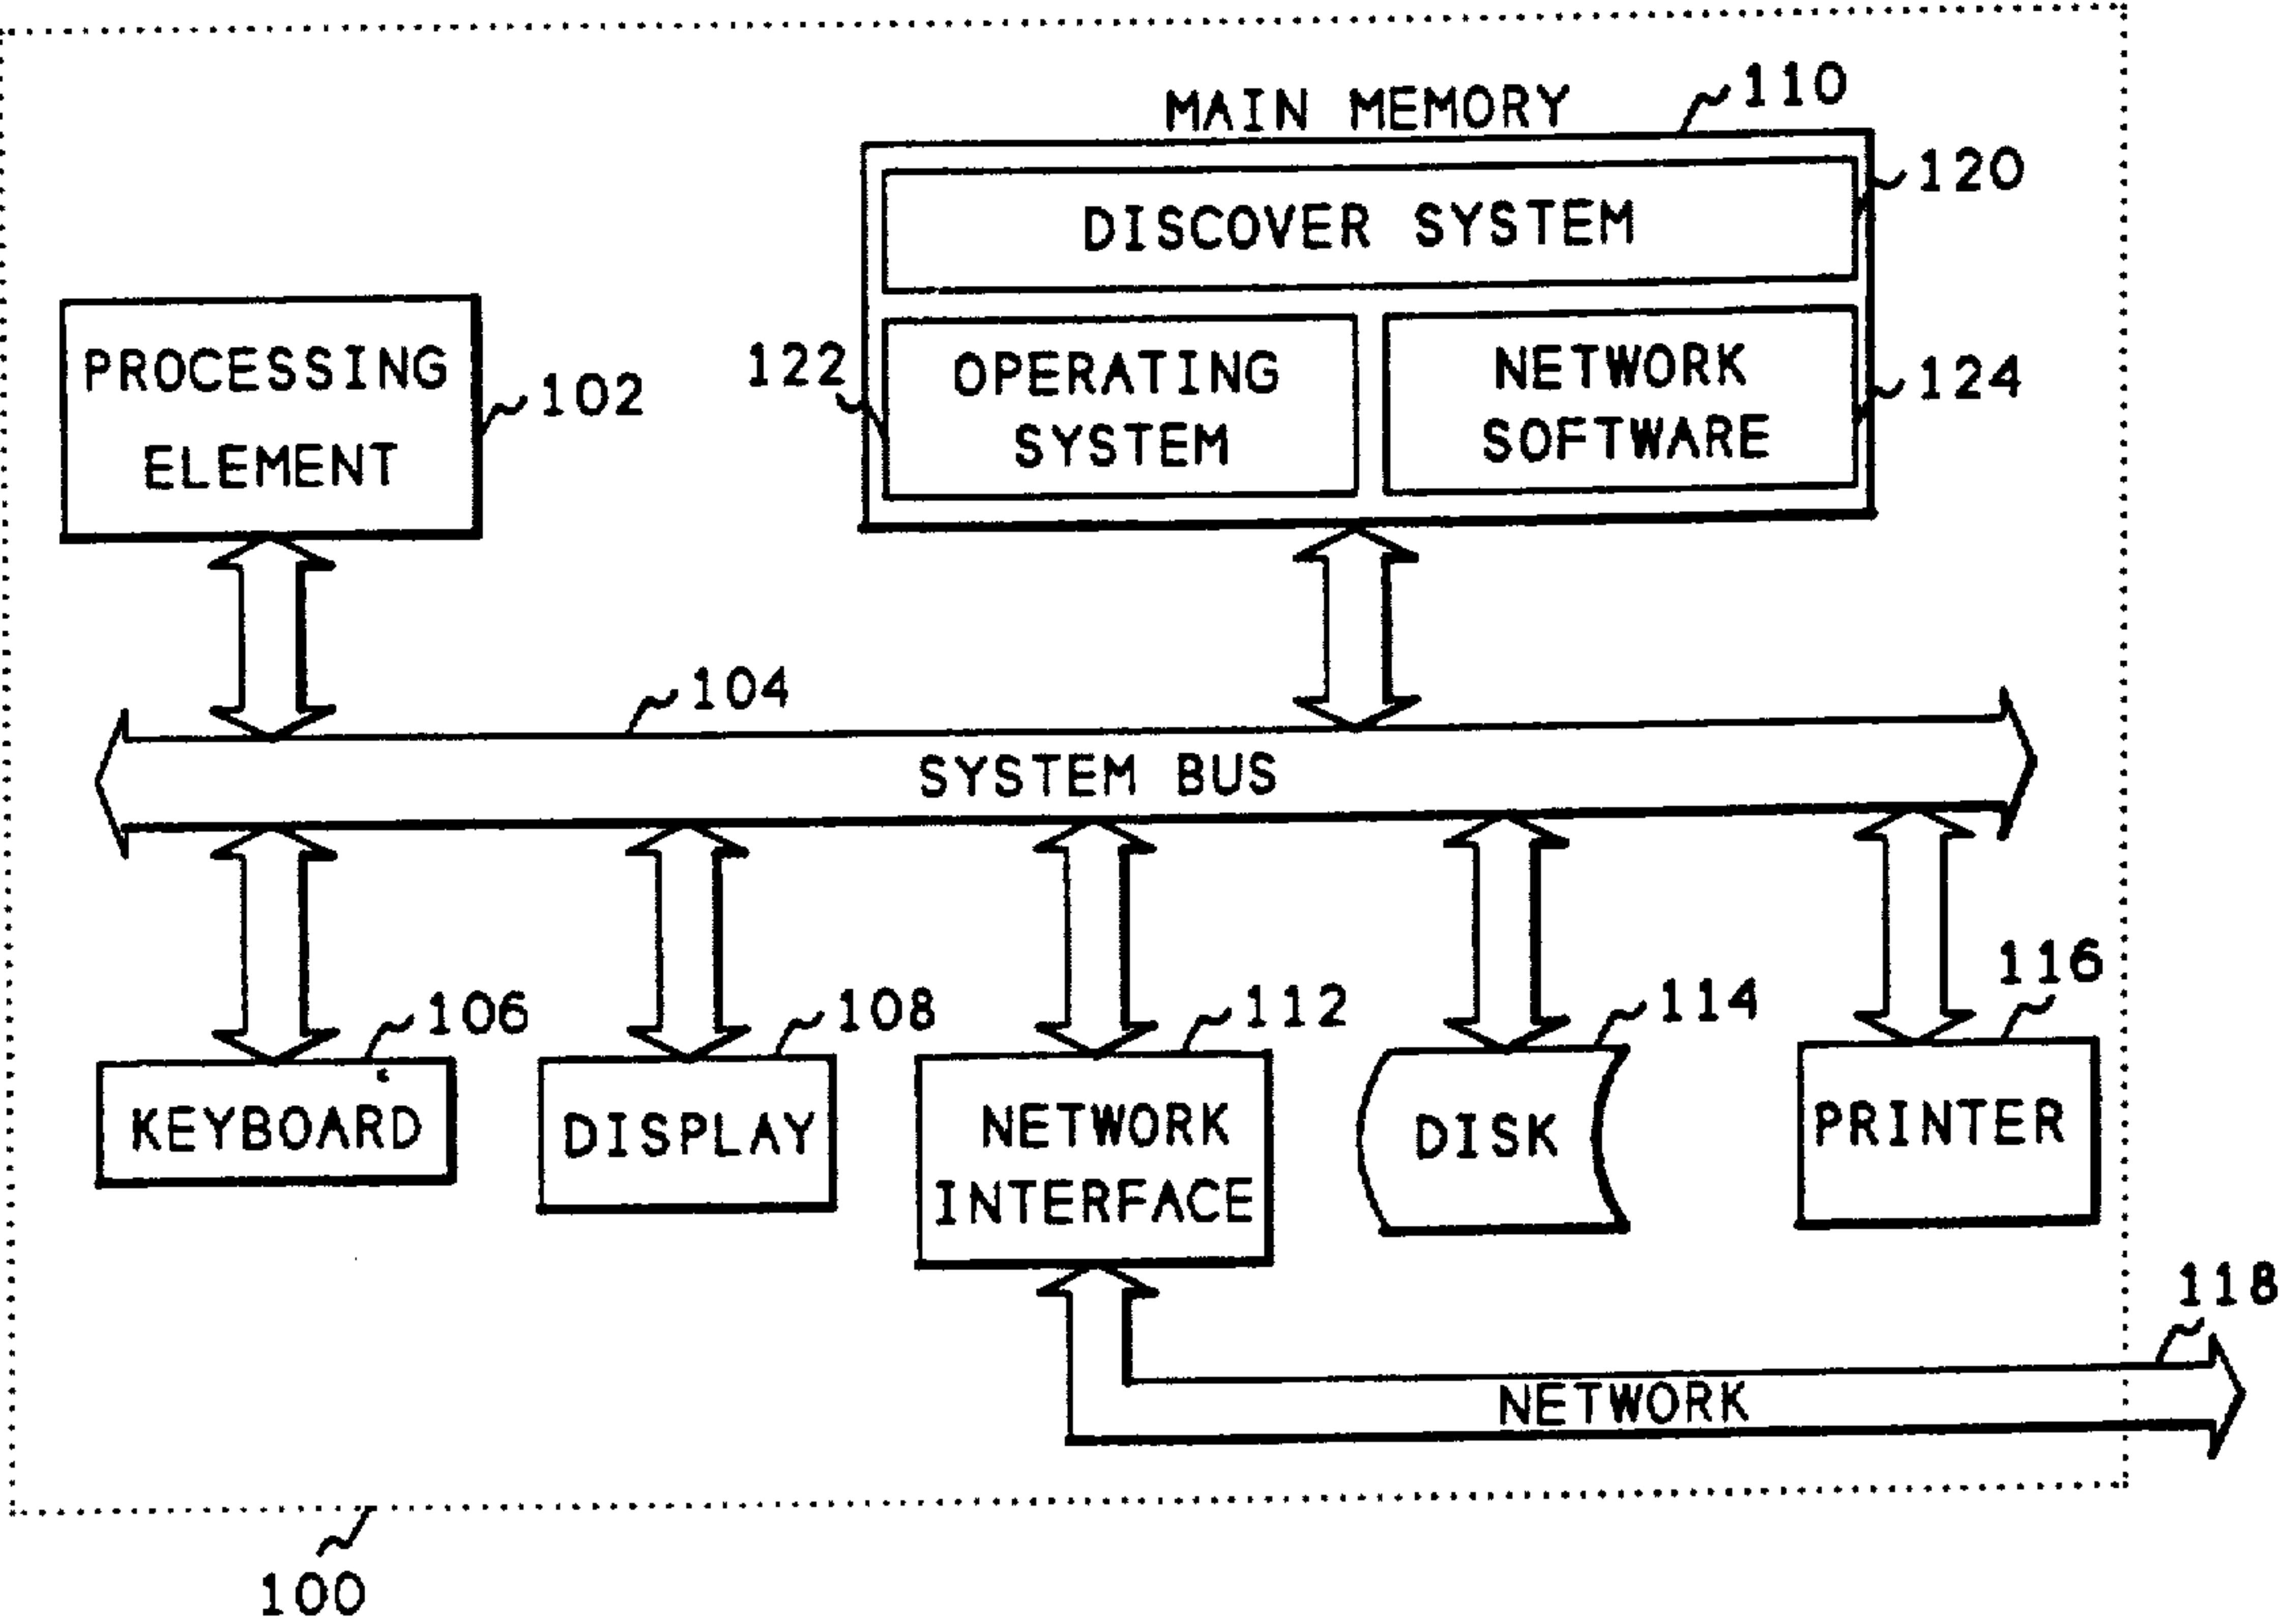 MAIN MEMORY
110
DISCOVER SYSTEM
120
PROCESSING
ELEMENT
102
122
OPERATING
SYSTEM
NETWORK
SOFTWARE
124
104
SYSTEM BUS
106
KEYBOARD
108
DISPLAY
112
NETWORK
INTERFACE
114
DISK
116
PRINTER
118
NETWORK
100